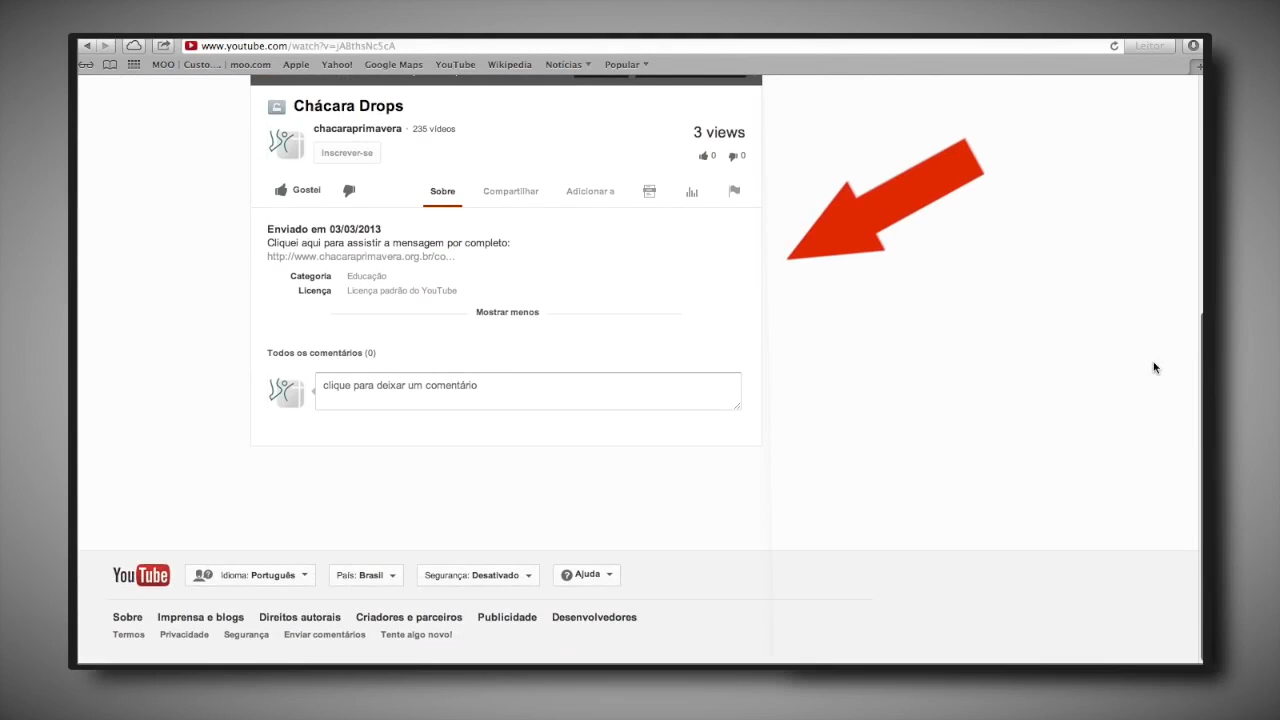 www.youtube.com/watch?v=jA8thsNc5cA
Leitor
MOO | Custo.... | moo.com Apple Yahoo! Google Maps YouTube Wikipedia Notícias Popular
Chácara Drops
chacaraprimavera · 235 vídeos
3 views
Inscrever-se
0 0
Gostei Sobre Compartilhar Adicionar a
Enviado em 03/03/2013
Cliquei aqui para assistir a mensagem por completo:
http://www.chacaraprimavera.org.br/co...
Categoria Educação
Licença Licença padrão do YouTube
Mostrar menos
Todos os comentários (0)
clique para deixar um comentário
YouTube Idioma: Português País: Brasil Segurança: Desativado Ajuda
Sobre Imprensa e blogs Direitos autorais Criadores e parceiros Publicidade Desenvolvedores
Termos Privacidade Segurança Enviar comentários Tente algo novo!